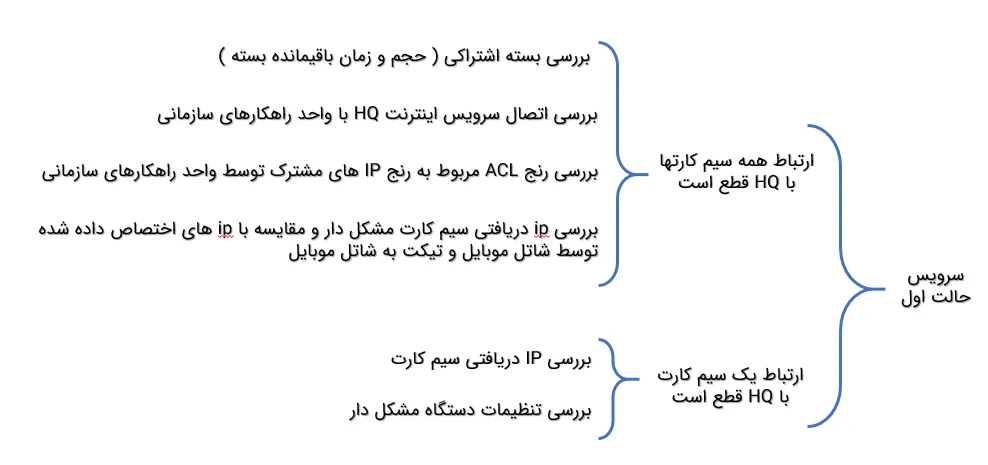 سرویس
حالت اول
ارتباط همه سیم کارتها
با HQ قطع است
بررسی بسته اشتراکی ( حجم و زمان باقیمانده بسته )
بررسی اتصال سرویس اینترنت HQ با واحد راهکارهای سازمانی
بررسی رنج ACL مربوط به رنج IP های مشترک توسط واحد راهکارهای سازمانی
بررسی ip دریافتی سیم کارت مشکل دار و مقایسه با ip های اختصاص داده شده
توسط شاتل موبایل و تیکت به شاتل موبایل
ارتباط یک سیم کارت
با HQ قطع است
بررسی IP دریافتی سیم کارت
بررسی تنظیمات دستگاه مشکل دار